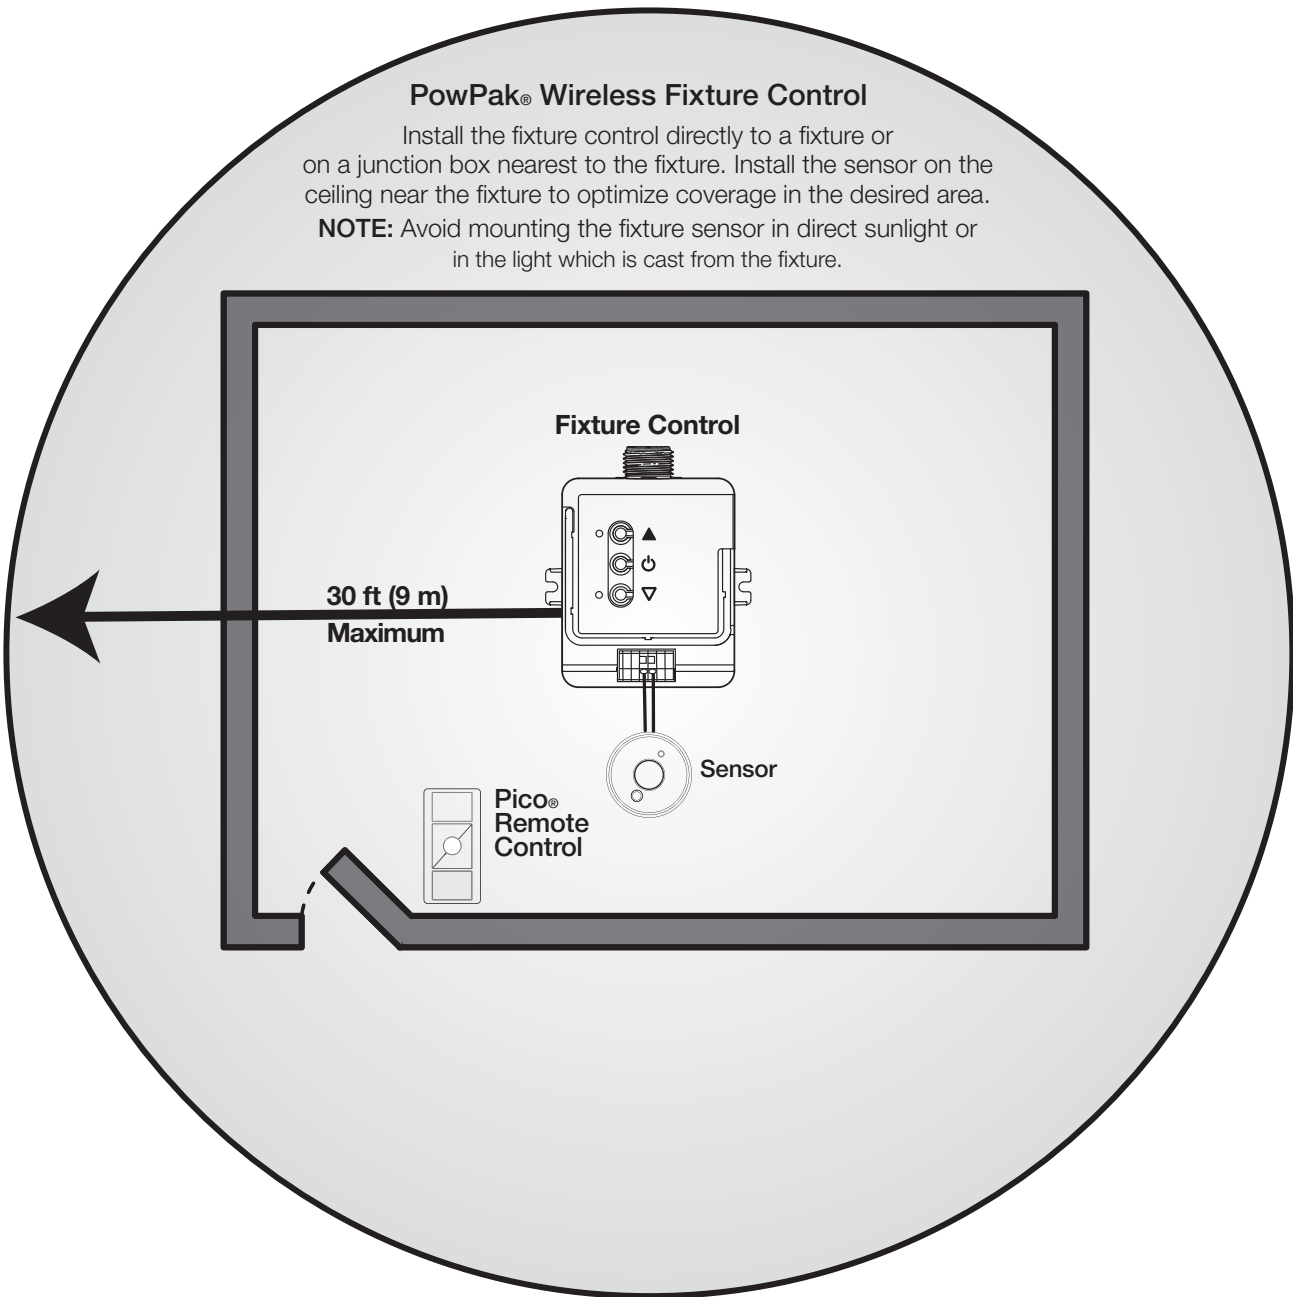 PowPak® Wireless Fixture Control
Install the fixture control directly to a fixture or
on a junction box nearest to the fixture. Install the sensor on the
ceiling near the fixture to optimize coverage in the desired area.
NOTE: Avoid mounting the fixture sensor in direct sunlight or
in the light which is cast from the fixture.
Fixture Control
30 ft (9 m)
Maximum
Sensor
Pico®
Remote
Control